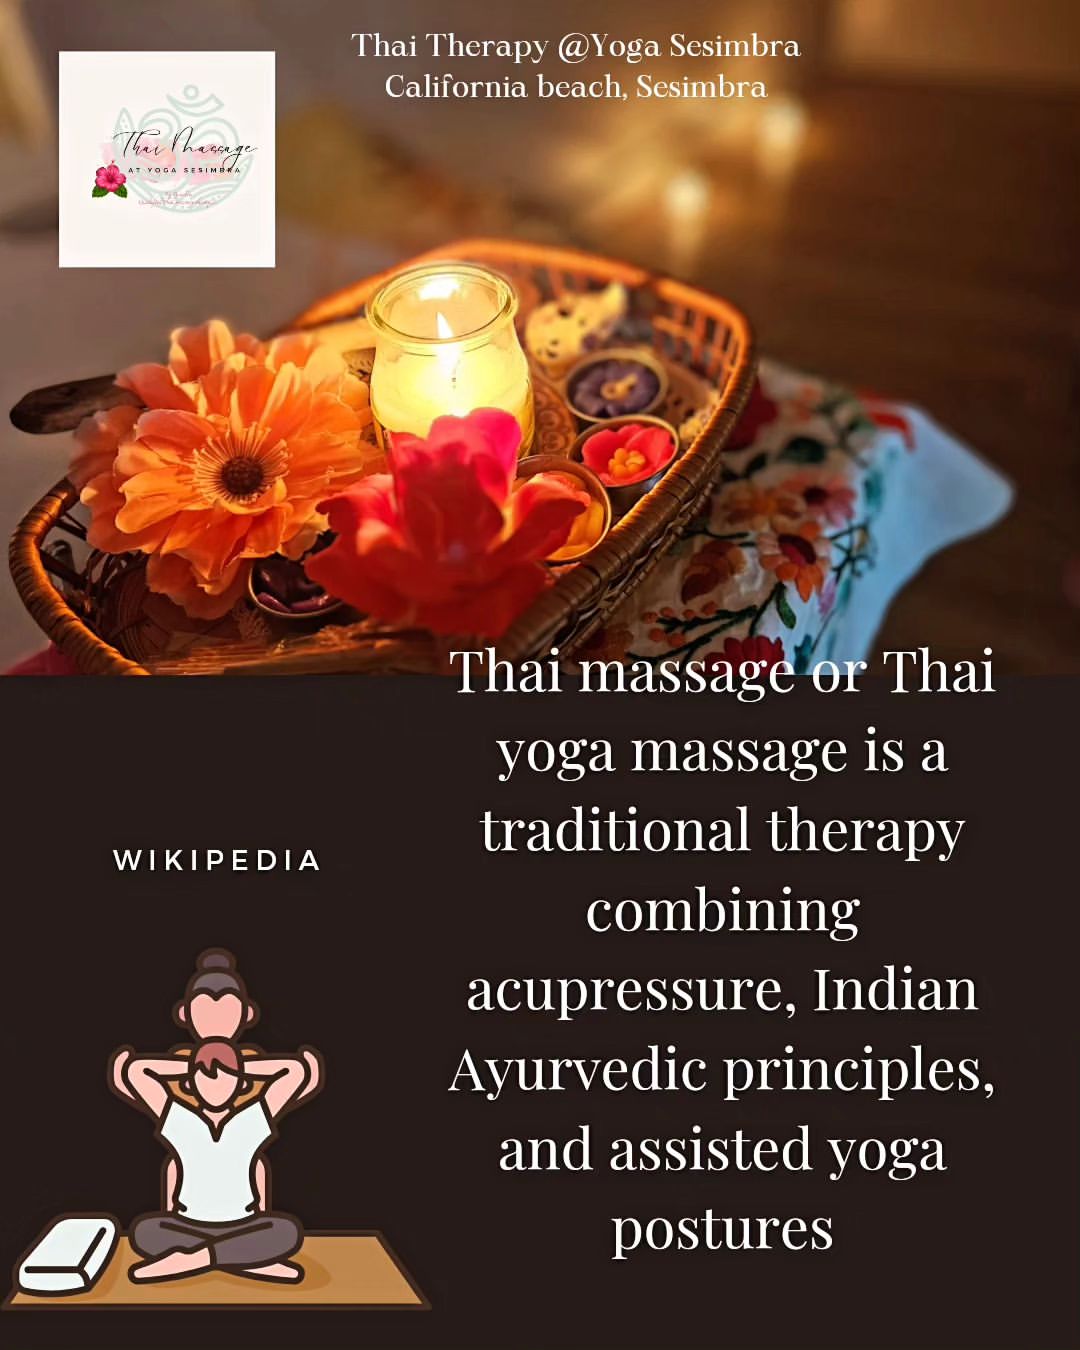 Thai Therapy @Yoga Sesimbra
California beach, Sesimbra
Thai Massage
AT YOGA SESIMBRA
Thai massage or Thai
yoga massage is a
traditional therapy
combining
acupressure, Indian
Ayurvedic principles,
and assisted yoga
postures
WIKIPEDIA